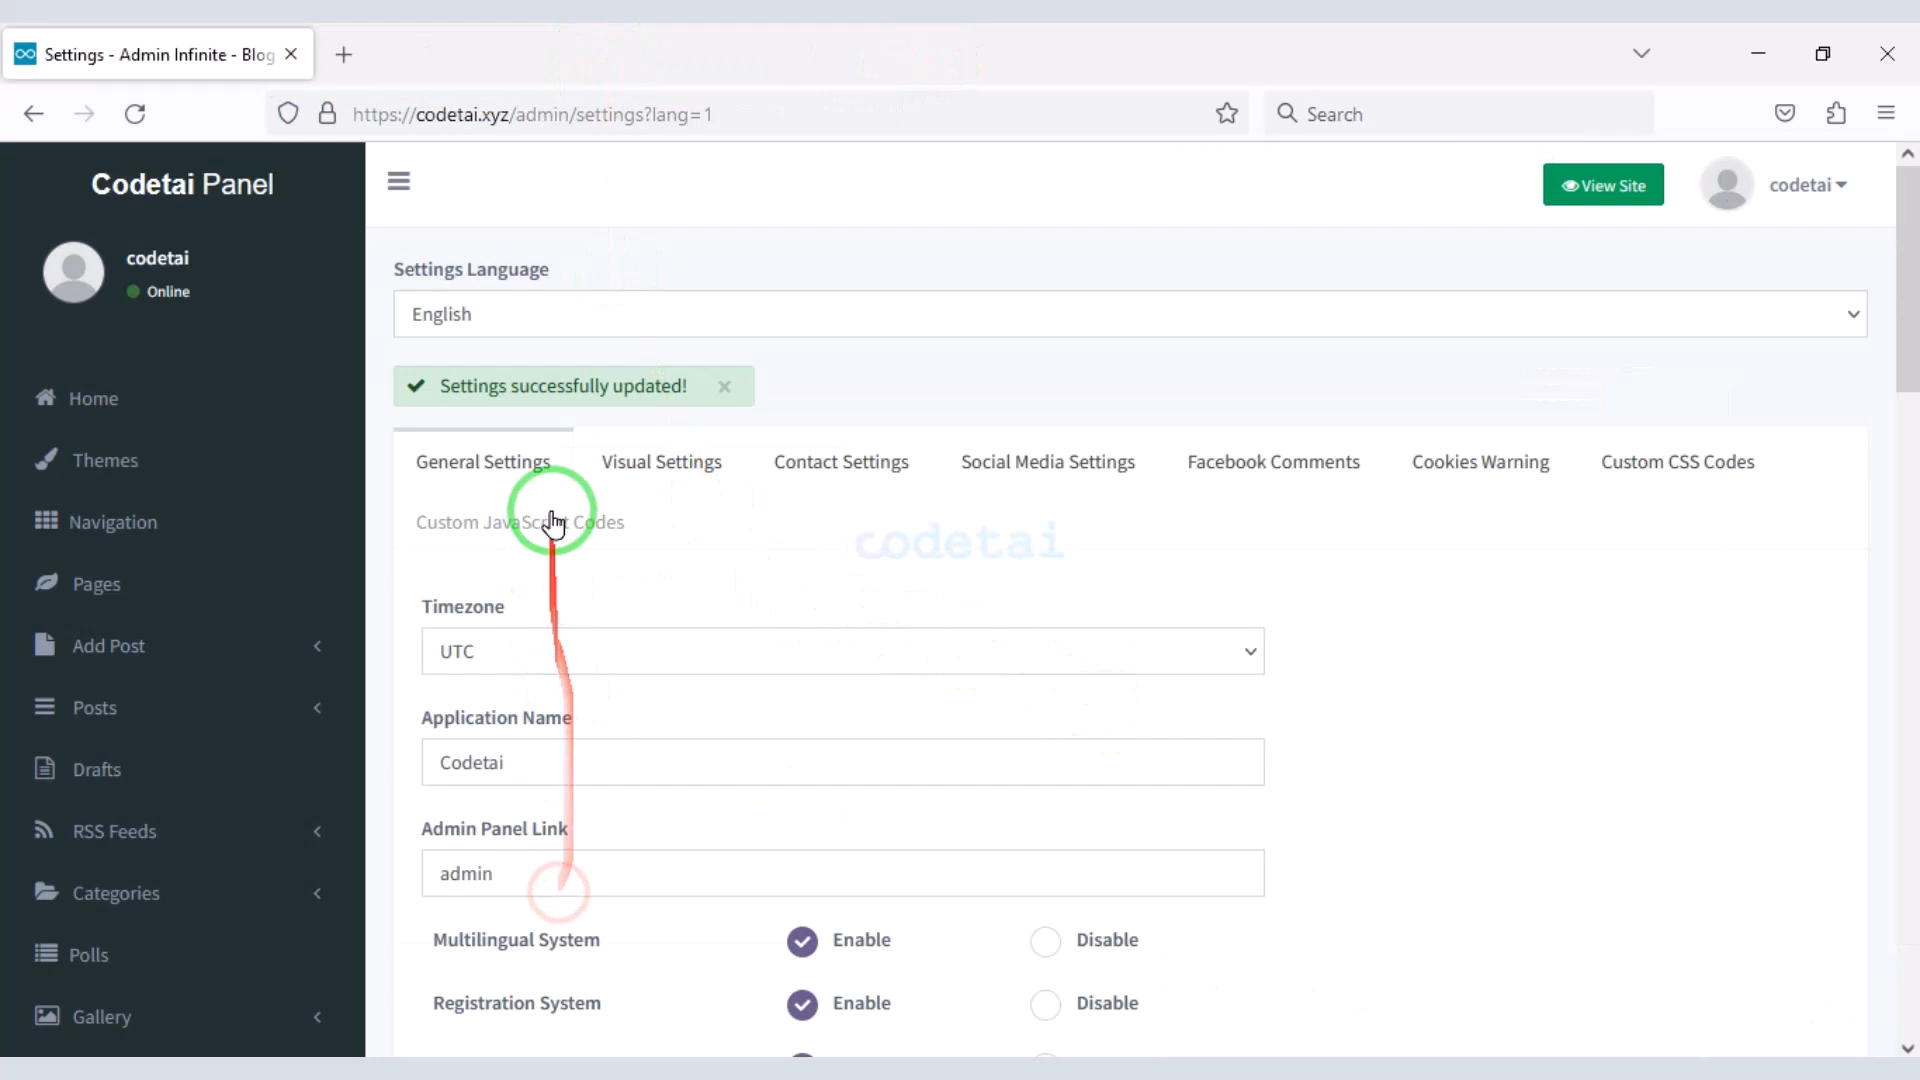 Settings - Admin Infinite - Blog
https://codetai.xyz/admin/settings?lang=1
Search
Codetai Panel
View Site
codetai
codetai
Online
Settings Language
English
Settings successfully updated!
General Settings
Visual Settings
Contact Settings
Social Media Settings
Facebook Comments
Cookies Warning
Custom CSS Codes
Custom JavaScript Codes
codetai
Home
Themes
Navigation
Pages
Add Post
Posts
Drafts
RSS Feeds
Categories
Polls
Gallery
Timezone
UTC
Application Name
Codetai
Admin Panel Link
admin
Multilingual System
Enable
Disable
Registration System
Enable
Disable